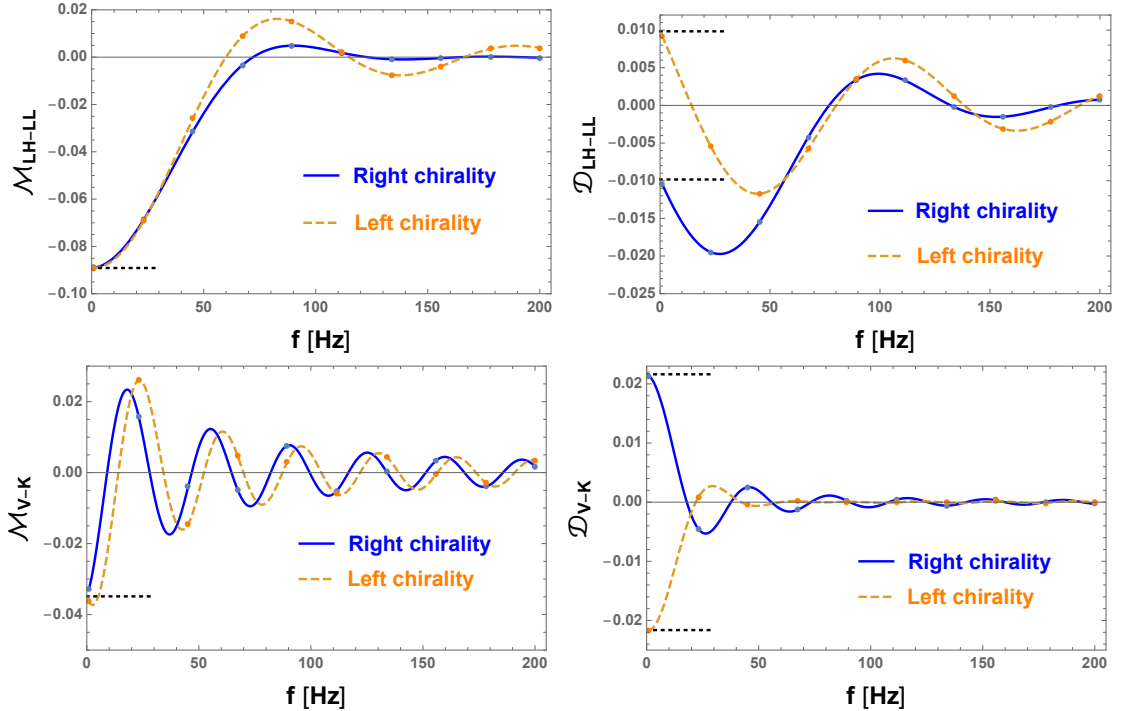 0.00
−0.02
−0.04
−0.06
−0.08
−0.10
ℳLH−LL
Right chirality
Left chirality
0 50 100 150 200
f [Hz]
0.010
0.005
0.000
−0.005
−0.010
−0.015
−0.020
−0.025
𝒟LH−LL
Right chirality
Left chirality
0 50 100 150 200
f [Hz]
0.02
0.00
−0.02
−0.04
ℳV−K
Right chirality
Left chirality
0 50 100 150 200
f [Hz]
0.02
0.01
0.00
−0.01
−0.02
𝒟V−K
Right chirality
Left chirality
0 50 100 150 200
f [Hz]